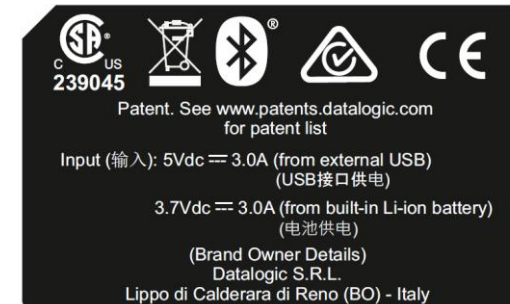 C US
239045
Patent. See www.patents.datalogic.com
for patent list
Input (输入): 5Vdc ⎓ 3.0A (from external USB)
(USB接口供电)
3.7Vdc ⎓ 3.0A (from built-in Li-ion battery)
(电池供电)
(Brand Owner Details)
Datalogic S.R.L.
Lippo di Calderara di Reno (BO) - Italy